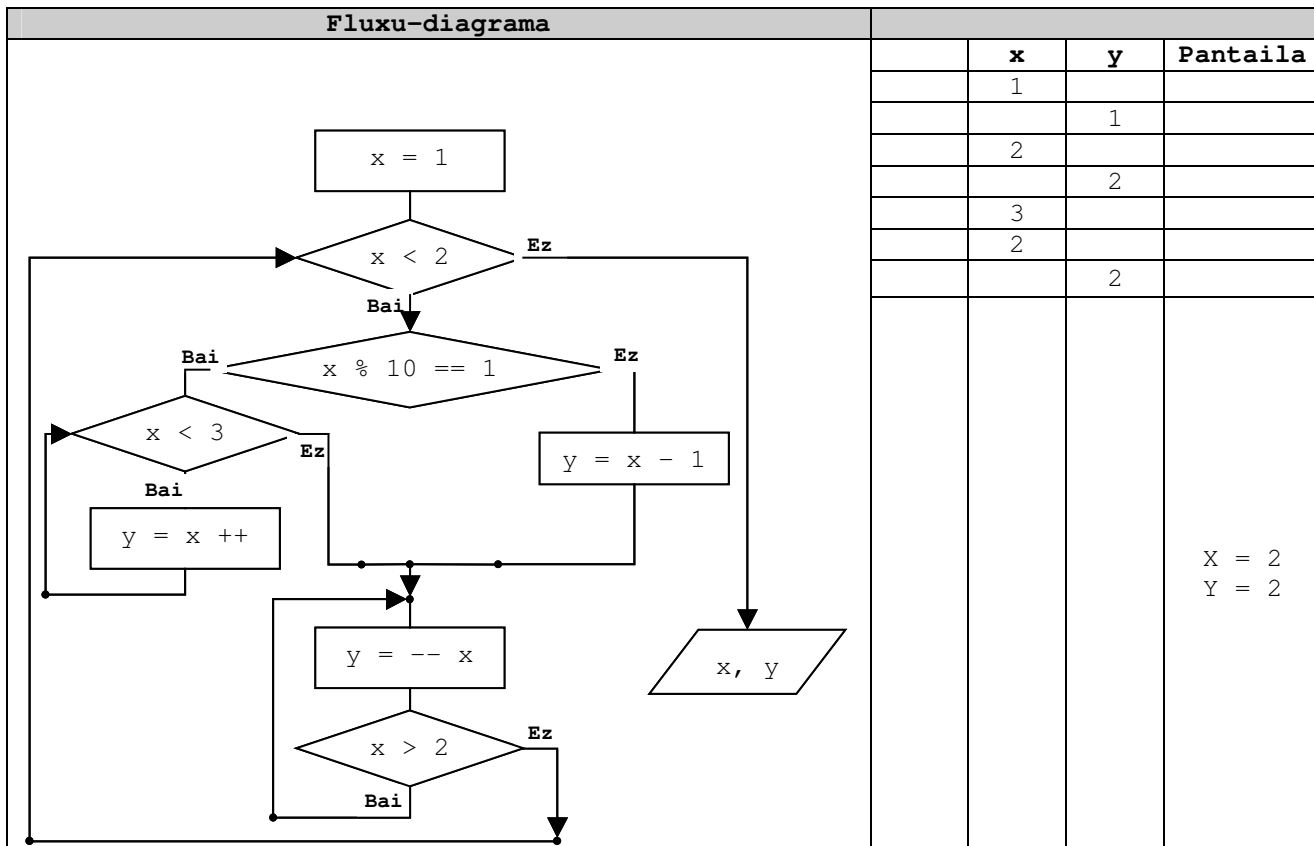 Fluxu-diagrama
x y Pantaila
1
1
2
2
3
2
2
x = 1
x < 2
Ez
Bai
x % 10 == 1
Bai
Ez
x < 3
Ez
Bai
y = x ++
y = x - 1
y = -- x
x > 2
Ez
Bai
x, y
X = 2
Y = 2